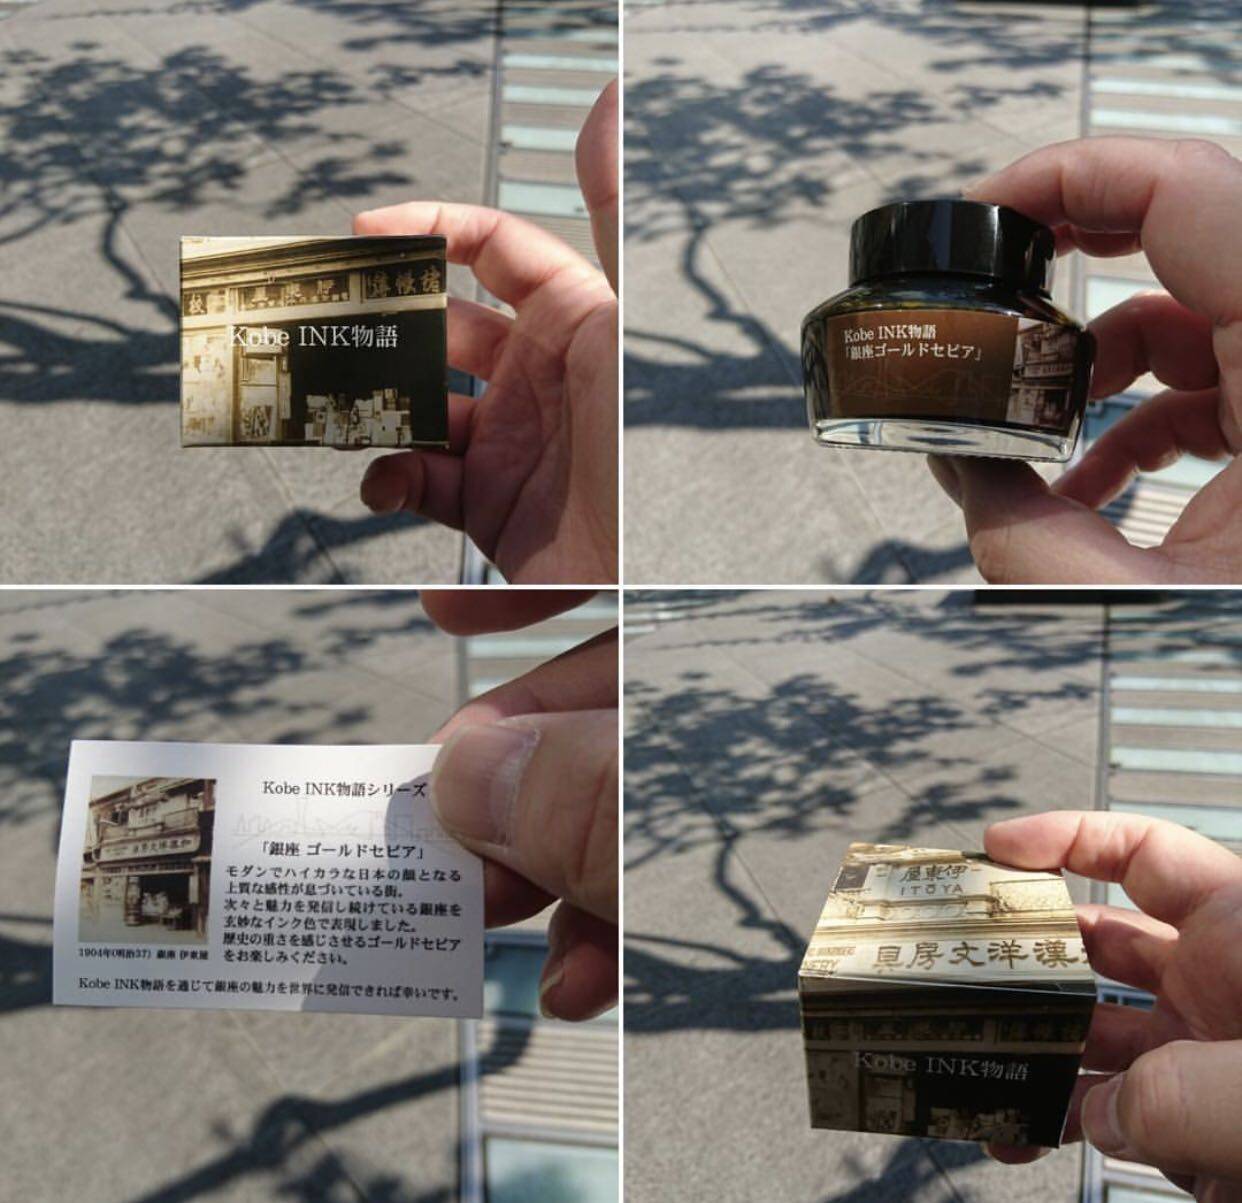 Kobe INK物語
Kobe INK物語
「銀座ゴールドセピア」
Kobe INK物語シリーズ
「銀座 ゴールドセピア」
モダンでハイカラな日本の顔となる
上質な感性が息づいている街。
次々と魅力を発信し続けている銀座を
玄妙なインク色で表現しました。
歴史の重さを感じさせるゴールドセピア
をお楽しみください。
1904年(明治37) 銀座 伊東屋
Kobe INK物語を通じて銀座の魅力を世界に発信できれば幸いです。
屋東伊
ITŌYA
具房文洋漢
Kobe INK物語